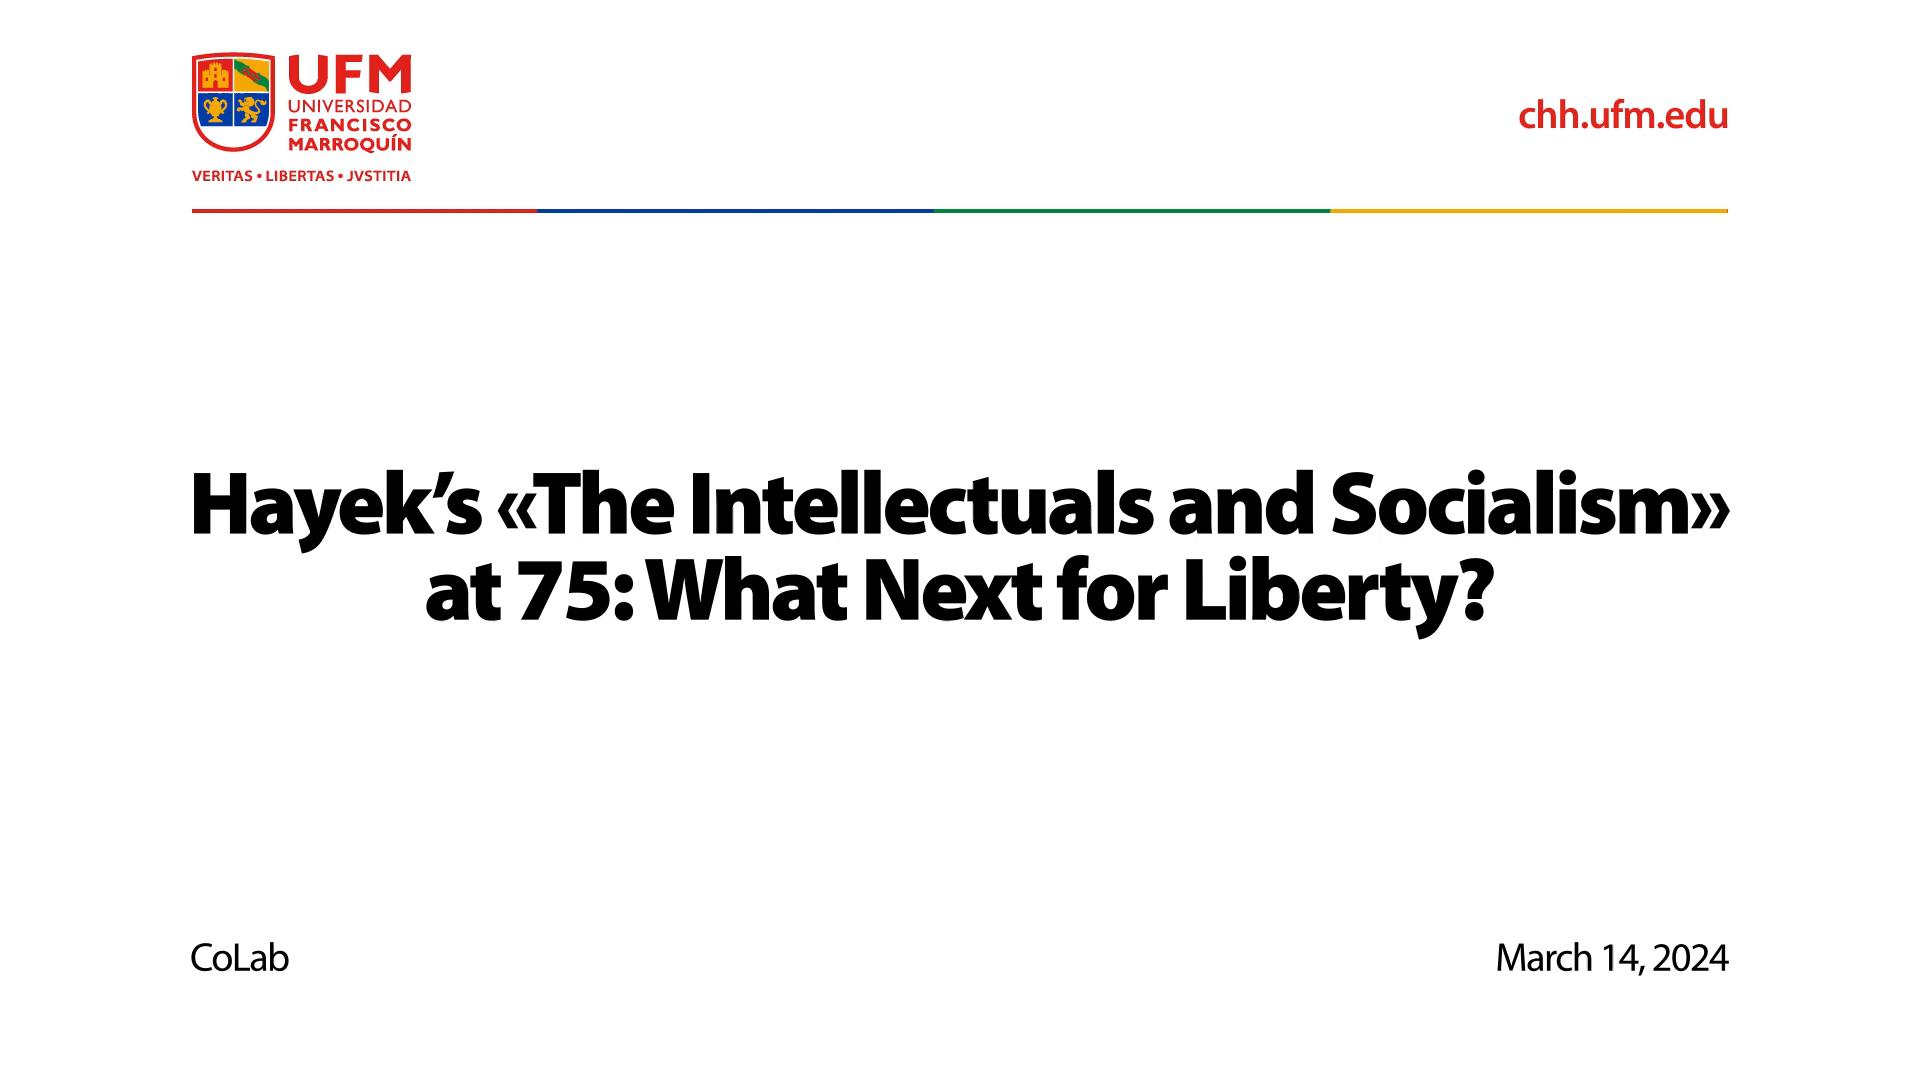 UFM
UNIVERSIDAD
FRANCISCO
MARROQUÍN
VERITAS • LIBERTAS • JVSTITIA
chh.ufm.edu
Hayek’s «The Intellectuals and Socialism»
at 75: What Next for Liberty?
CoLab
March 14, 2024